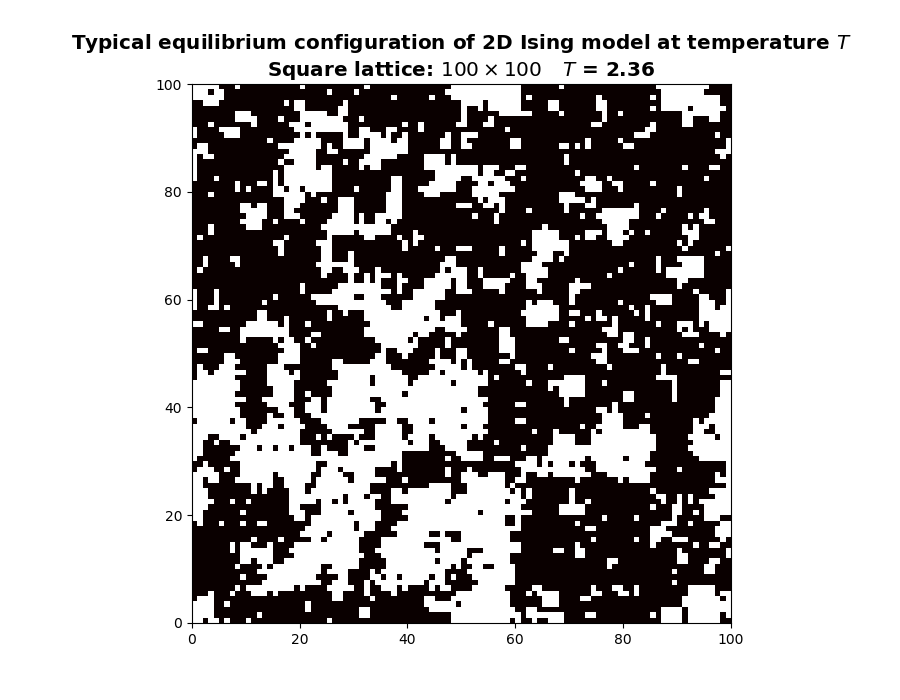 Typical equilibrium configuration of 2D Ising model at temperature T
Square lattice: 100 × 100 T = 2.36
100
80
60
40
20
0
0 20 40 60 80 100